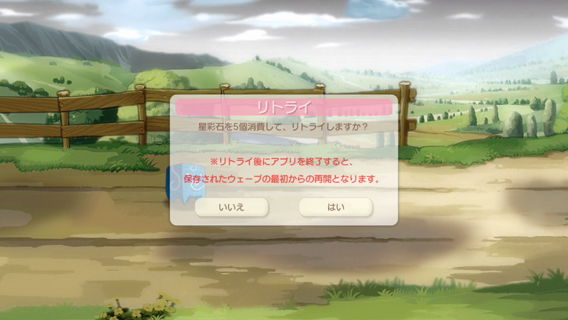 リトライ
星彩石を5個消費して、リトライしますか？
※リトライ後にアプリを終了すると、
保存されたウェーブの最初からの再開となります。
いいえ
はい